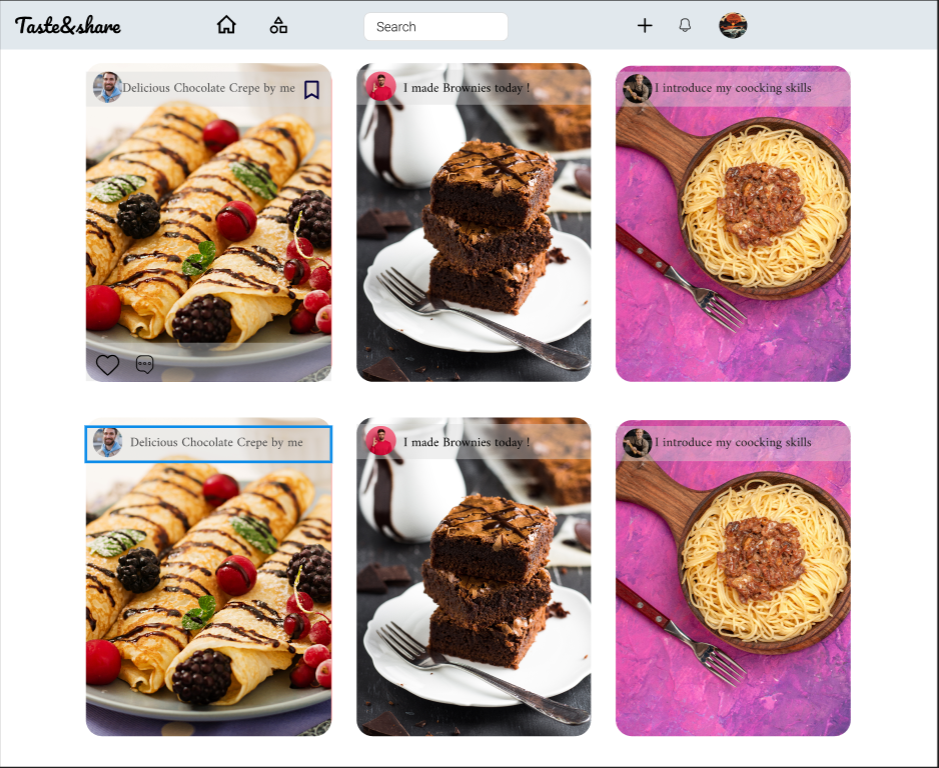 Taste&share
Search
Delicious Chocolate Crepe by me
I made Brownies today !
I introduce my coocking skills
Delicious Chocolate Crepe by me
I made Brownies today !
I introduce my coocking skills